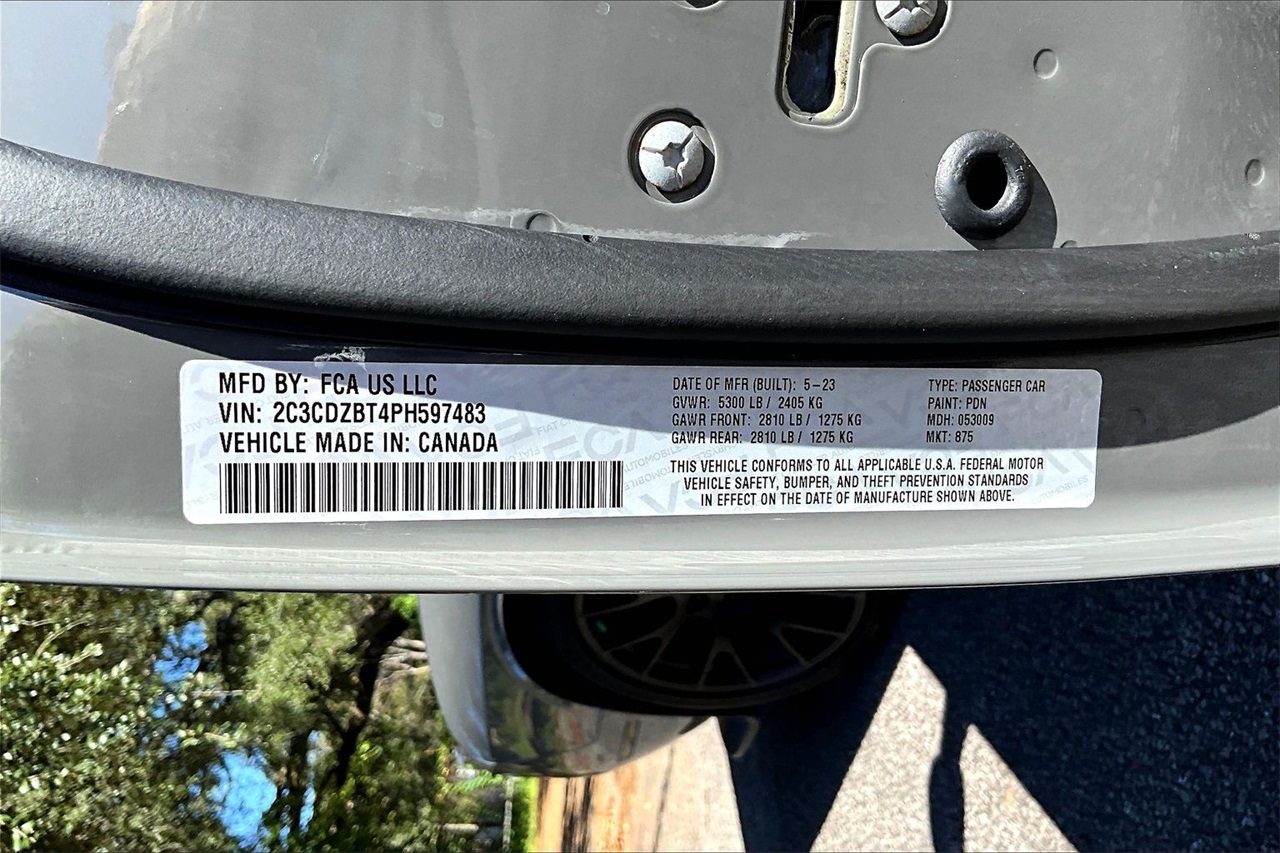 MFD BY: FCA US LLC
VIN: 2C3CDZBT4PH597483
VEHICLE MADE IN: CANADA
DATE OF MFR (BUILT): 5-23
GVWR: 5300 LB / 2405 KG
GAWR FRONT: 2810 LB / 1275 KG
GAWR REAR: 2810 LB / 1275 KG
TYPE: PASSENGER CAR
PAINT: PDN
MDH: 053009
MKT: 875
THIS VEHICLE CONFORMS TO ALL APPLICABLE U.S.A. FEDERAL MOTOR
VEHICLE SAFETY, BUMPER, AND THEFT PREVENTION STANDARDS
IN EFFECT ON THE DATE OF MANUFACTURE SHOWN ABOVE.